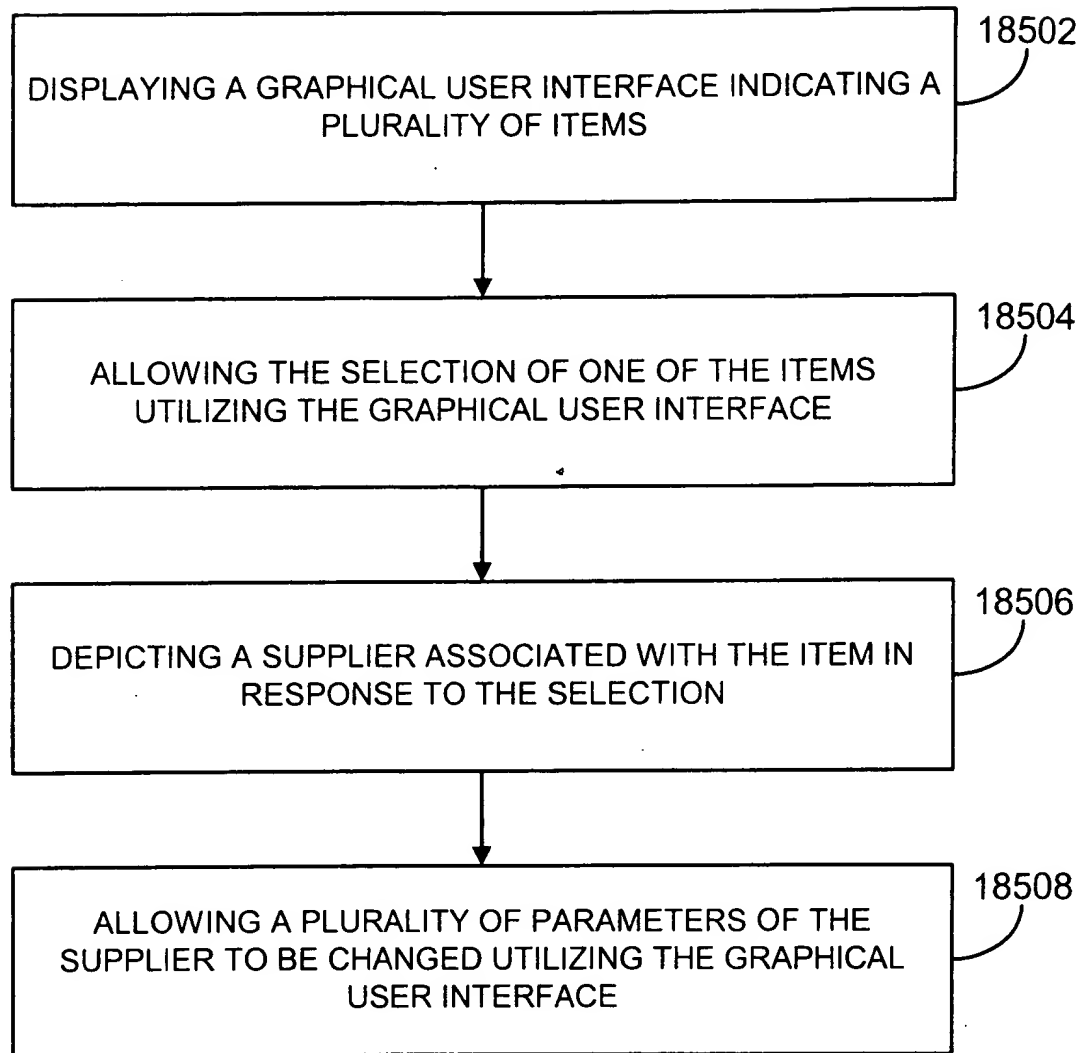 18502
DISPLAYING A GRAPHICAL USER INTERFACE INDICATING A
PLURALITY OF ITEMS
18504
ALLOWING THE SELECTION OF ONE OF THE ITEMS
UTILIZING THE GRAPHICAL USER INTERFACE
18506
DEPICTING A SUPPLIER ASSOCIATED WITH THE ITEM IN
RESPONSE TO THE SELECTION
18508
ALLOWING A PLURALITY OF PARAMETERS OF THE
SUPPLIER TO BE CHANGED UTILIZING THE GRAPHICAL
USER INTERFACE